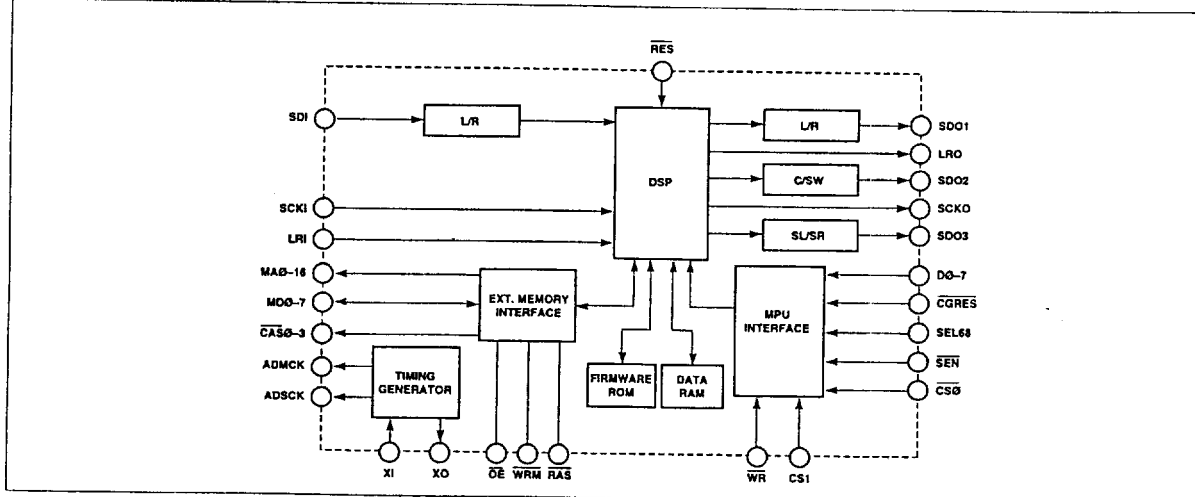 RES
SDI
L/R
L/R
SDO1
LRO
DSP
C/SW
SDO2
SCKI
SCKO
LRI
SL/SR
SDO3
MAØ–16
DØ–7
MDØ–7
EXT. MEMORY
INTERFACE
MPU
INTERFACE
CGRES
CASØ–3
SEL68
ADMCK
TIMING
GENERATOR
FIRMWARE
ROM
DATA
RAM
SEN
ADSCK
CSØ
XI
XO
OE
WRM
RAS
WR
CS1